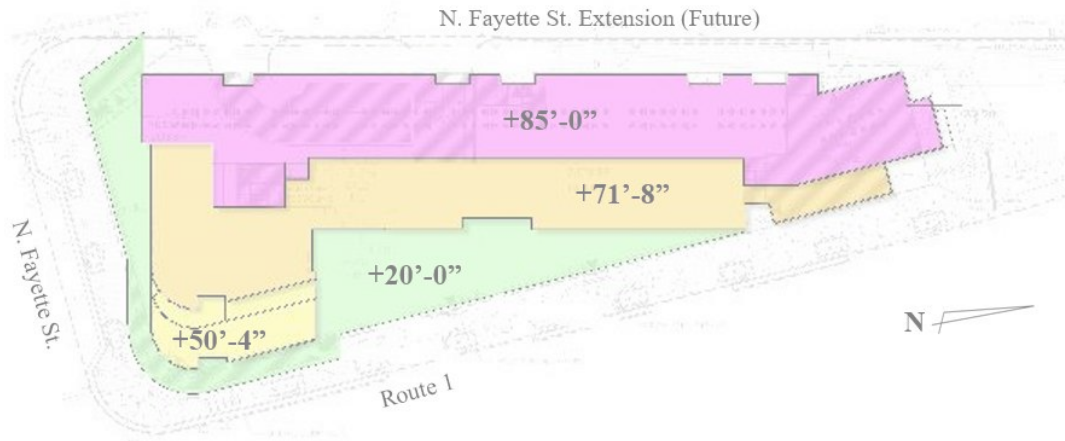 N. Fayette St. Extension (Future)
+85’-0”
+71’-8”
+20’-0”
+50’-4”
N. Fayette St.
Route 1
N